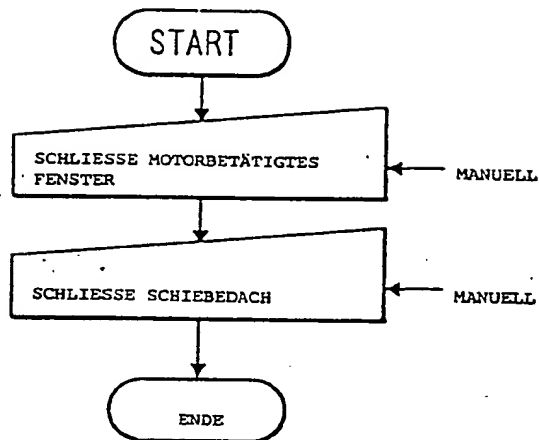 START
SCHLIESSE MOTORBETÄTIGTES
FENSTER
MANUELL
SCHLIESSE SCHIEBEDACH
MANUELL
ENDE